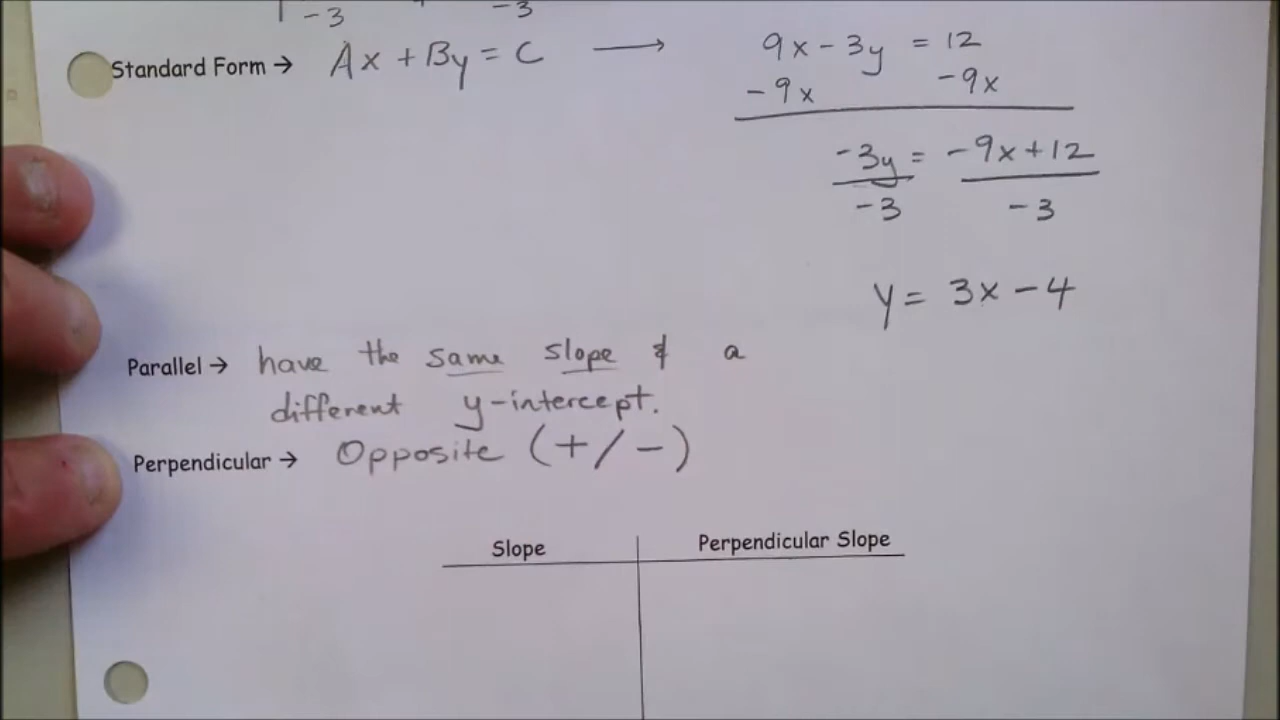 -3 -3
Standard Form → Ax + By = C → 9x - 3y = 12
-9x -9x
-3y = -9x + 12
-3 -3
y = 3x - 4
Parallel → have the same slope & a
different y-intercept.
Perpendicular → Opposite (+/-)
Slope Perpendicular Slope